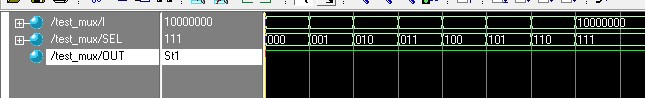 /test_mux/I 10000000 10000000
/test_mux/SEL 111 000 001 010 011 100 101 110 111
/test_mux/OUT St1